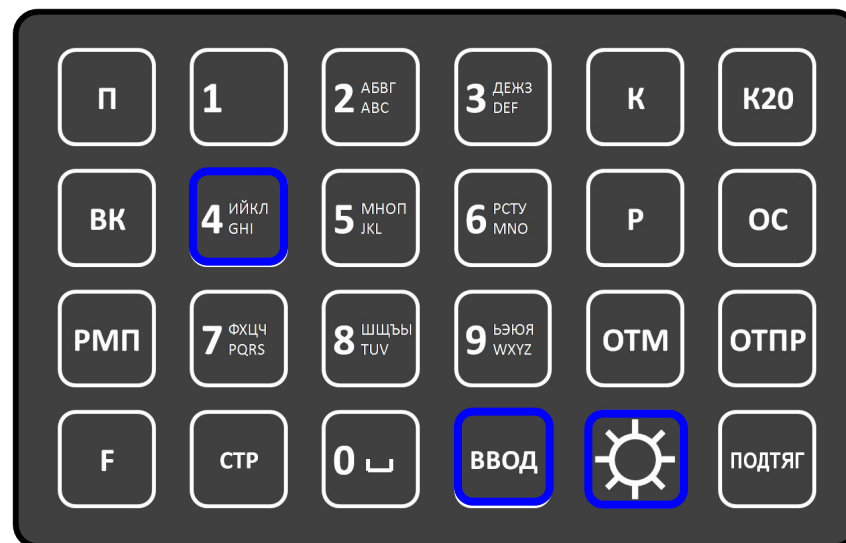 П
1
2 АБВГ
ABC
3 ДЕЖЗ
DEF
К
К20
ВК
4 ИЙКЛ
GHI
5 МНОП
JKL
6 РСТУ
MNO
Р
ОС
РМП
7 ФХЦЧ
PQRS
8 ШЩЪЫ
TUV
9 ЬЭЮЯ
WXYZ
ОТМ
ОТПР
F
СТР
0 ⌴
ВВОД
ПОДТЯГ